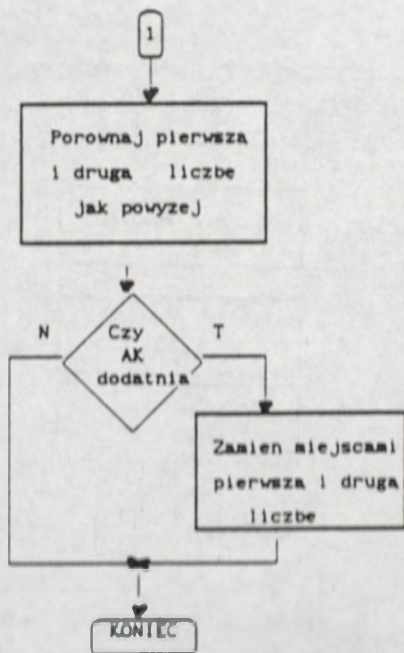 1
Porownaj pierwsza
i druga liczbe
jak powyzej
N
Czy
T
AK
dodatnia
Zamien miejscami
pierwsza i druga
liczbe
KONIEC